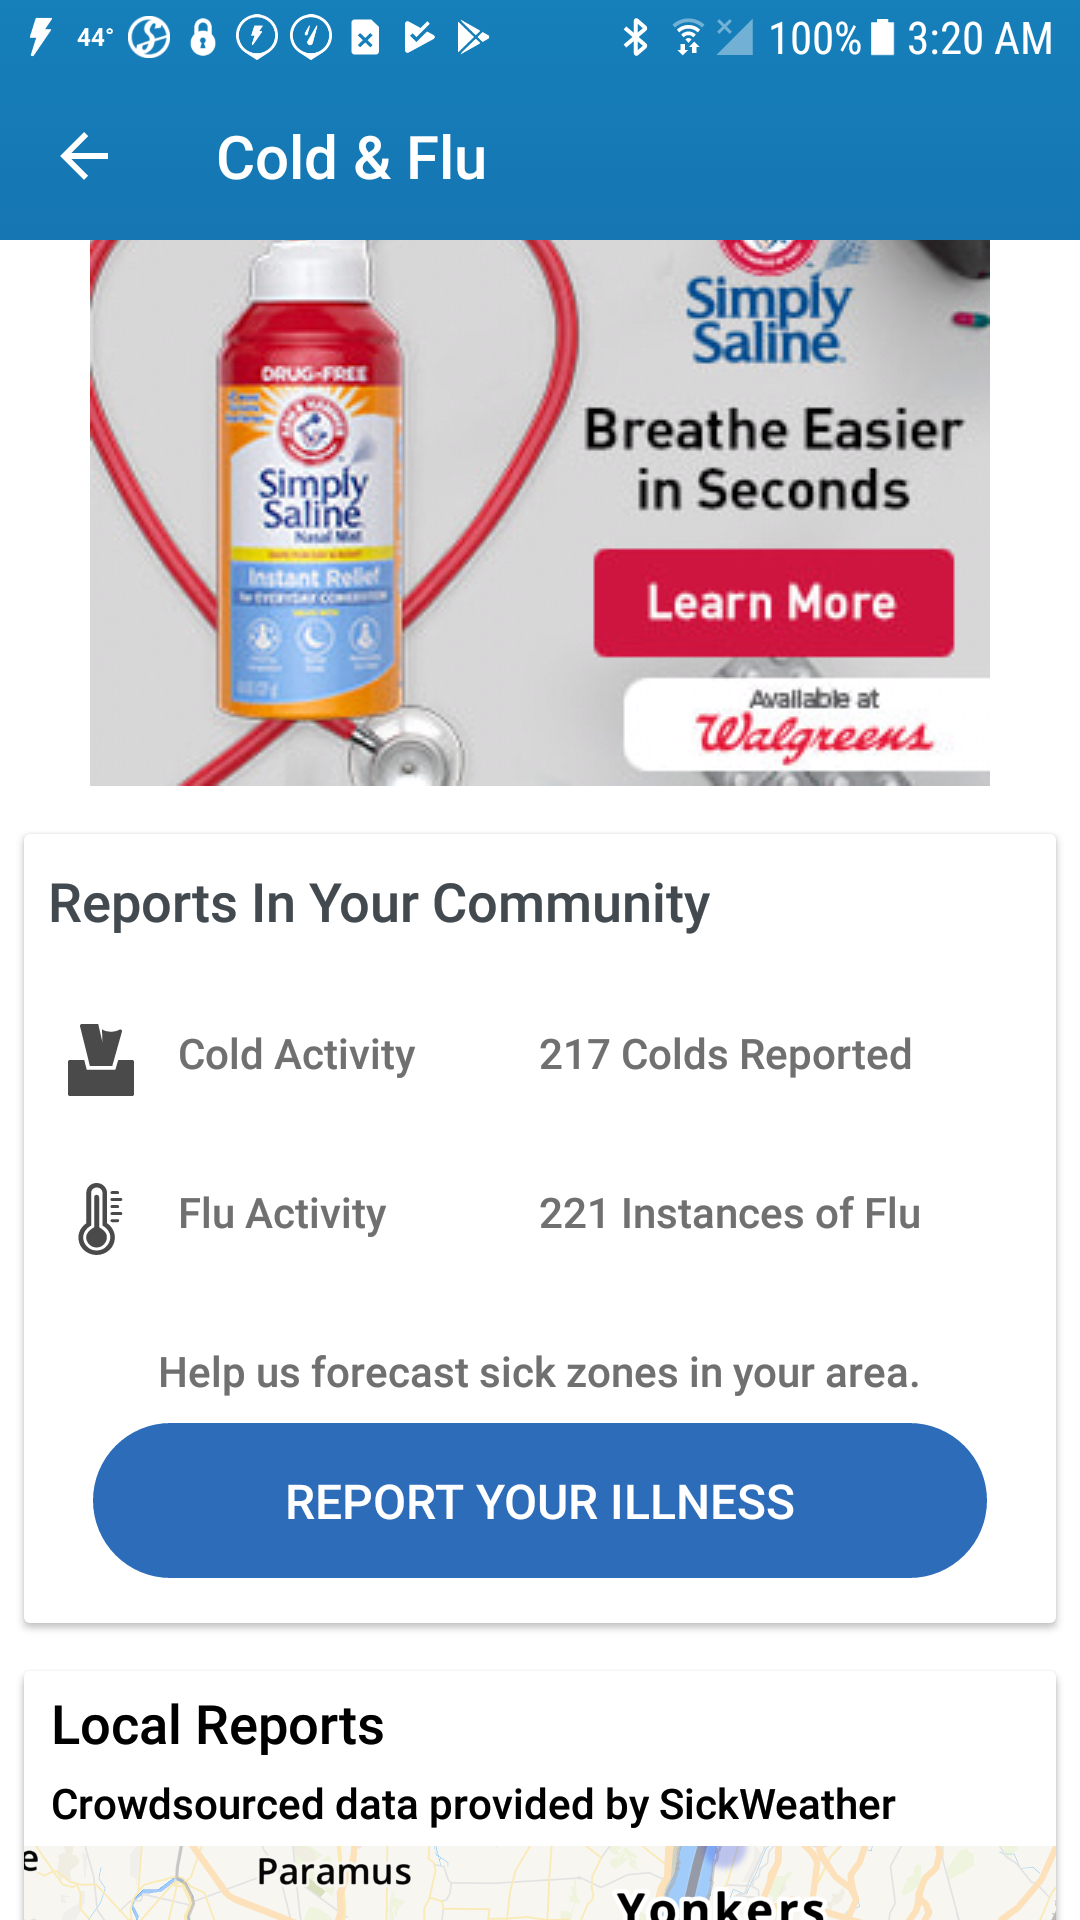 44° 100% 3:20 AM
Cold & Flu
Simply
Saline
DRUG-FREE
Breathe Easier
in Seconds
Simply
Saline
Nasal Mist
Instant Relief
Learn More
Available at
Walgreens
Reports In Your Community
Cold Activity 217 Colds Reported
Flu Activity 221 Instances of Flu
Help us forecast sick zones in your area.
REPORT YOUR ILLNESS
Local Reports
Crowdsourced data provided by SickWeather
e
Paramus
Yonkers